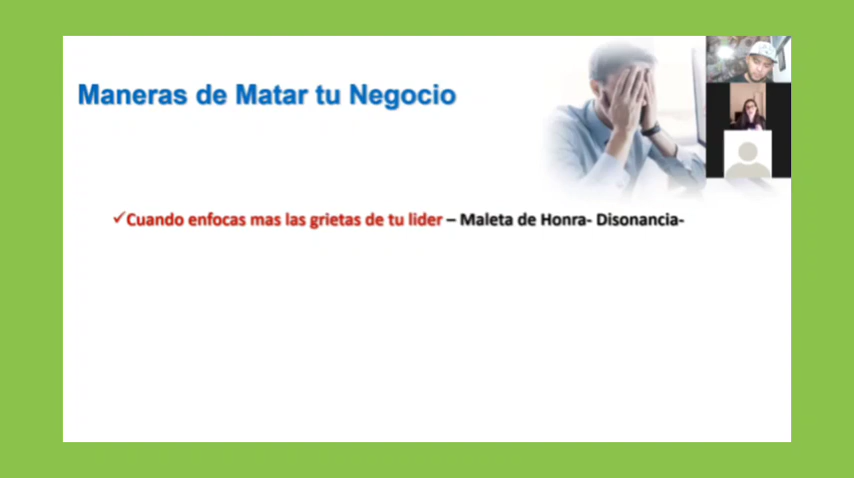 Maneras de Matar tu Negocio
✓Cuando enfocas mas las grietas de tu lider – Maleta de Honra- Disonancia-